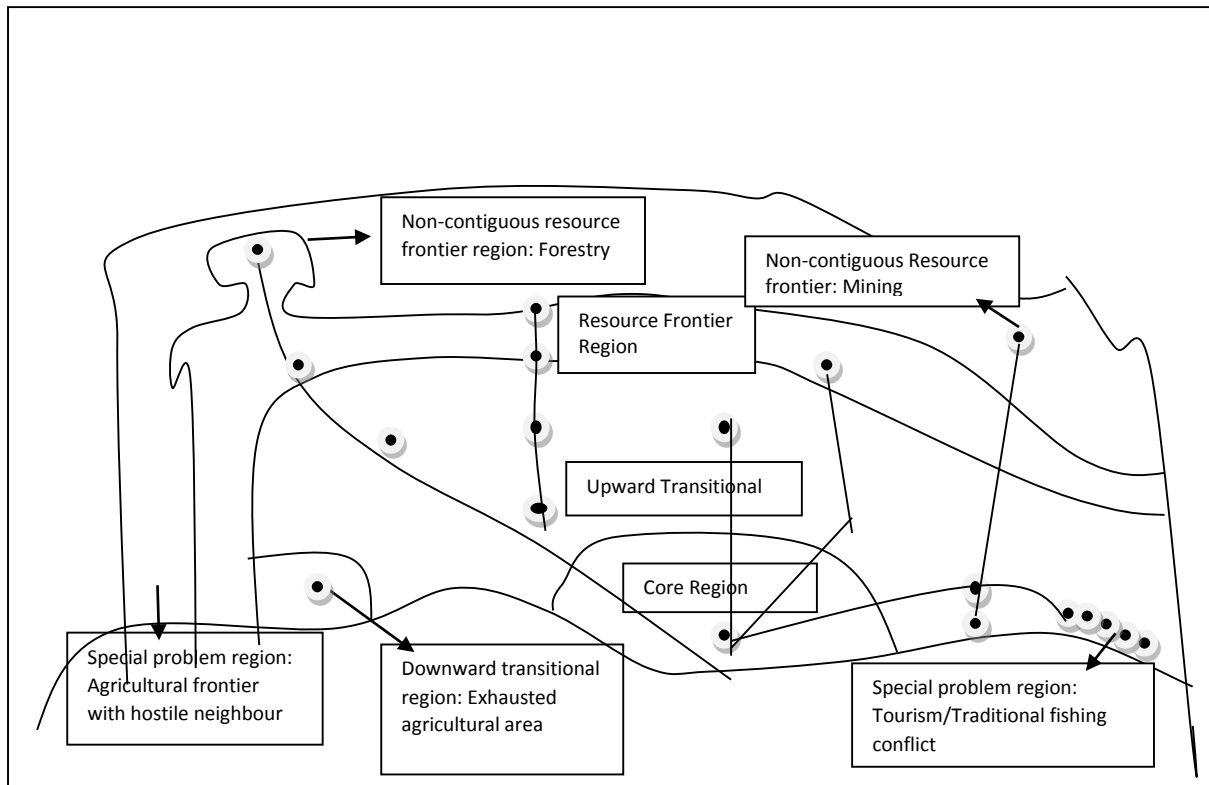 Non-contiguous resource
frontier region: Forestry
Non-contiguous Resource
frontier: Mining
Resource Frontier
Region
Upward Transitional
Core Region
Special problem region:
Agricultural frontier
with hostile neighbour
Downward transitional
region: Exhausted
agricultural area
Special problem region:
Tourism/Traditional fishing
conflict